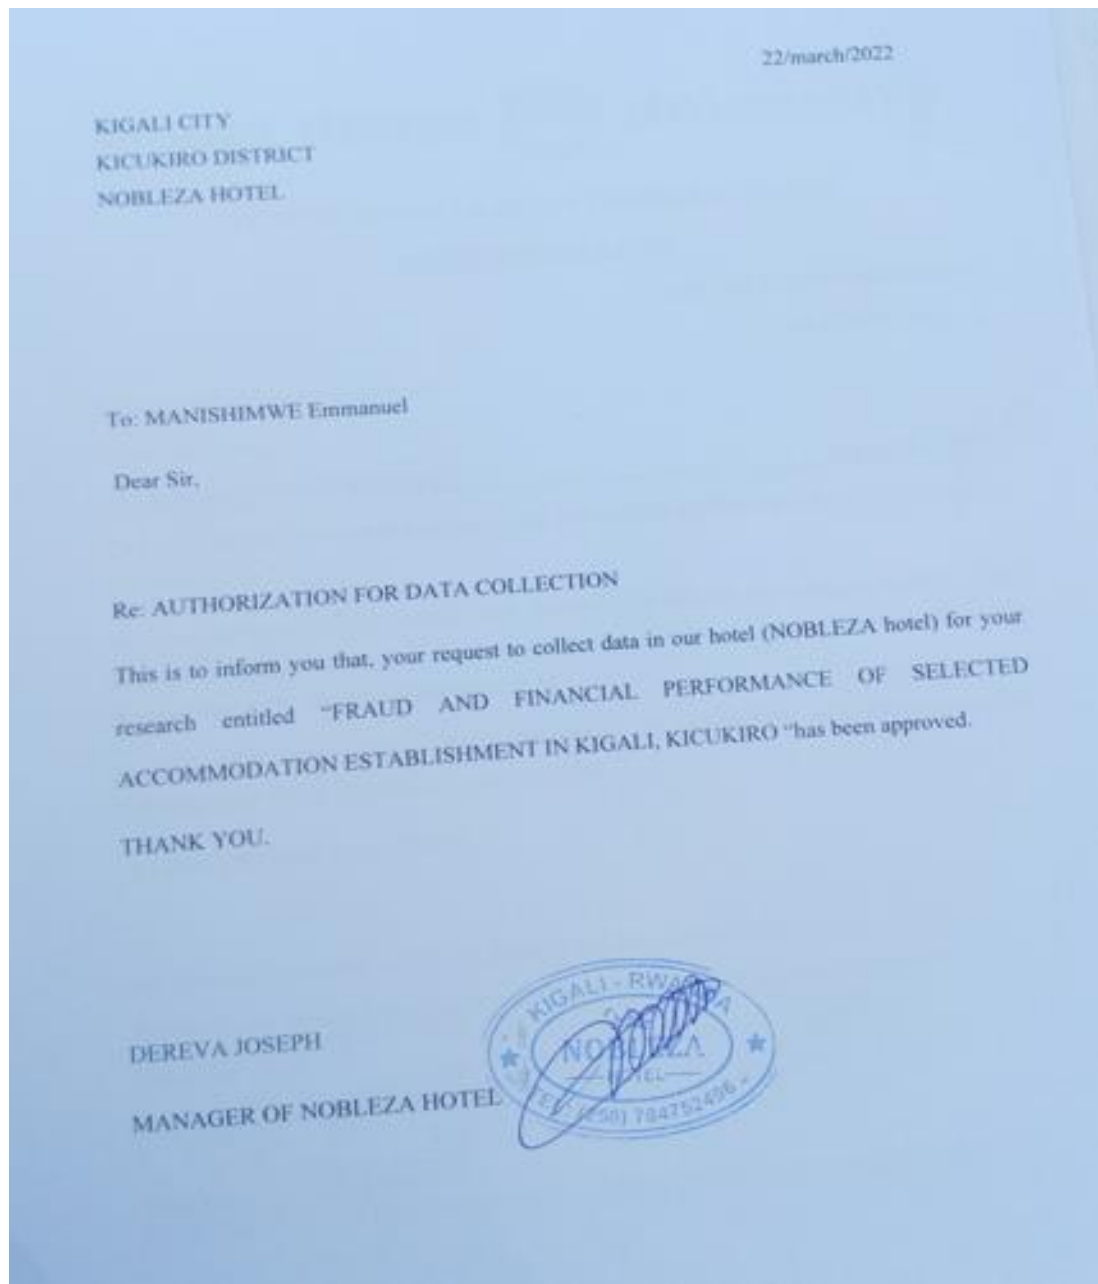 22/march/2022
KIGALI CITY
KICUKIRO DISTRICT
NOBLEZA HOTEL
To: MANISHIMWE Emmanuel
Dear Sir,
Re: AUTHORIZATION FOR DATA COLLECTION
This is to inform you that, your request to collect data in our hotel (NOBLEZA hotel) for your
research entitled “FRAUD AND FINANCIAL PERFORMANCE OF SELECTED
ACCOMMODATION ESTABLISHMENT IN KIGALI, KICUKIRO “has been approved.
THANK YOU.
DEREVA JOSEPH
MANAGER OF NOBLEZA HOTEL
KIGALI - RWANDA
NOBLEZA
HOTEL